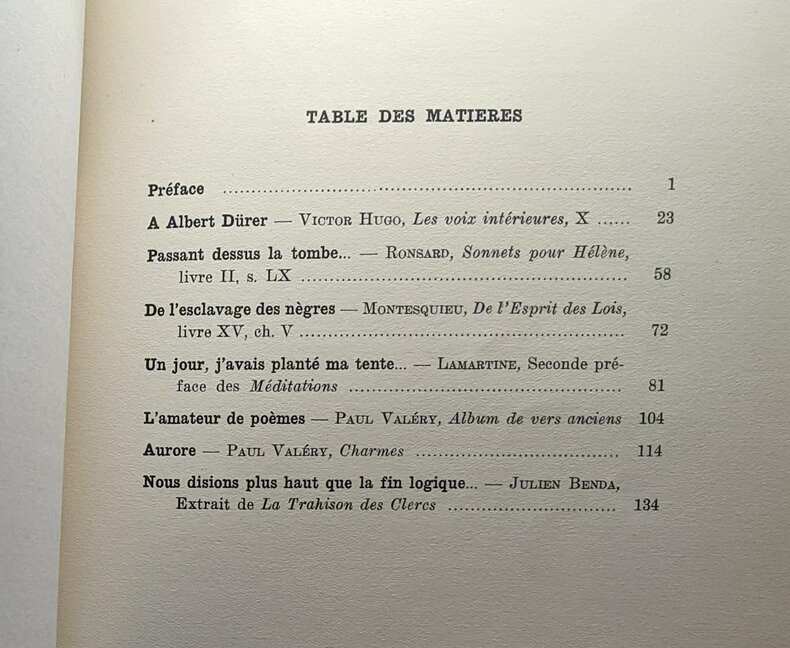 TABLE DES MATIERES
Préface ........................................ 1
A Albert Dürer — VICTOR HUGO, Les voix intérieures, X ...... 23
Passant dessus la tombe... — RONSARD, Sonnets pour Hélène,
livre II, s. LX ........................................ 58
De l'esclavage des nègres — MONTESQUIEU, De l'Esprit des Lois,
livre XV, ch. V ........................................ 72
Un jour, j'avais planté ma tente... — LAMARTINE, Seconde pré-
face des Méditations ........................................ 81
L'amateur de poèmes — PAUL VALÉRY, Album de vers anciens 104
Aurore — PAUL VALÉRY, Charmes .............................. 114
Nous disions plus haut que la fin logique... — JULIEN BENDA,
Extrait de La Trahison des Clercs .............................. 134